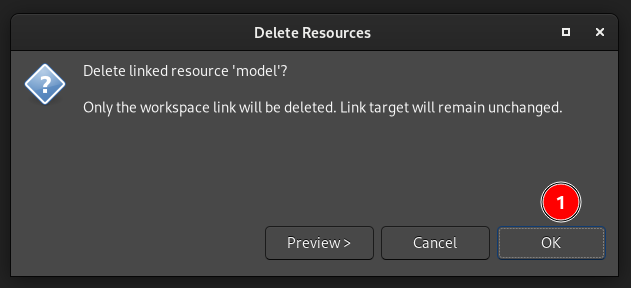 Delete Resources
Delete linked resource 'model'?
Only the workspace link will be deleted. Link target will remain unchanged.
1
Preview >
Cancel
OK